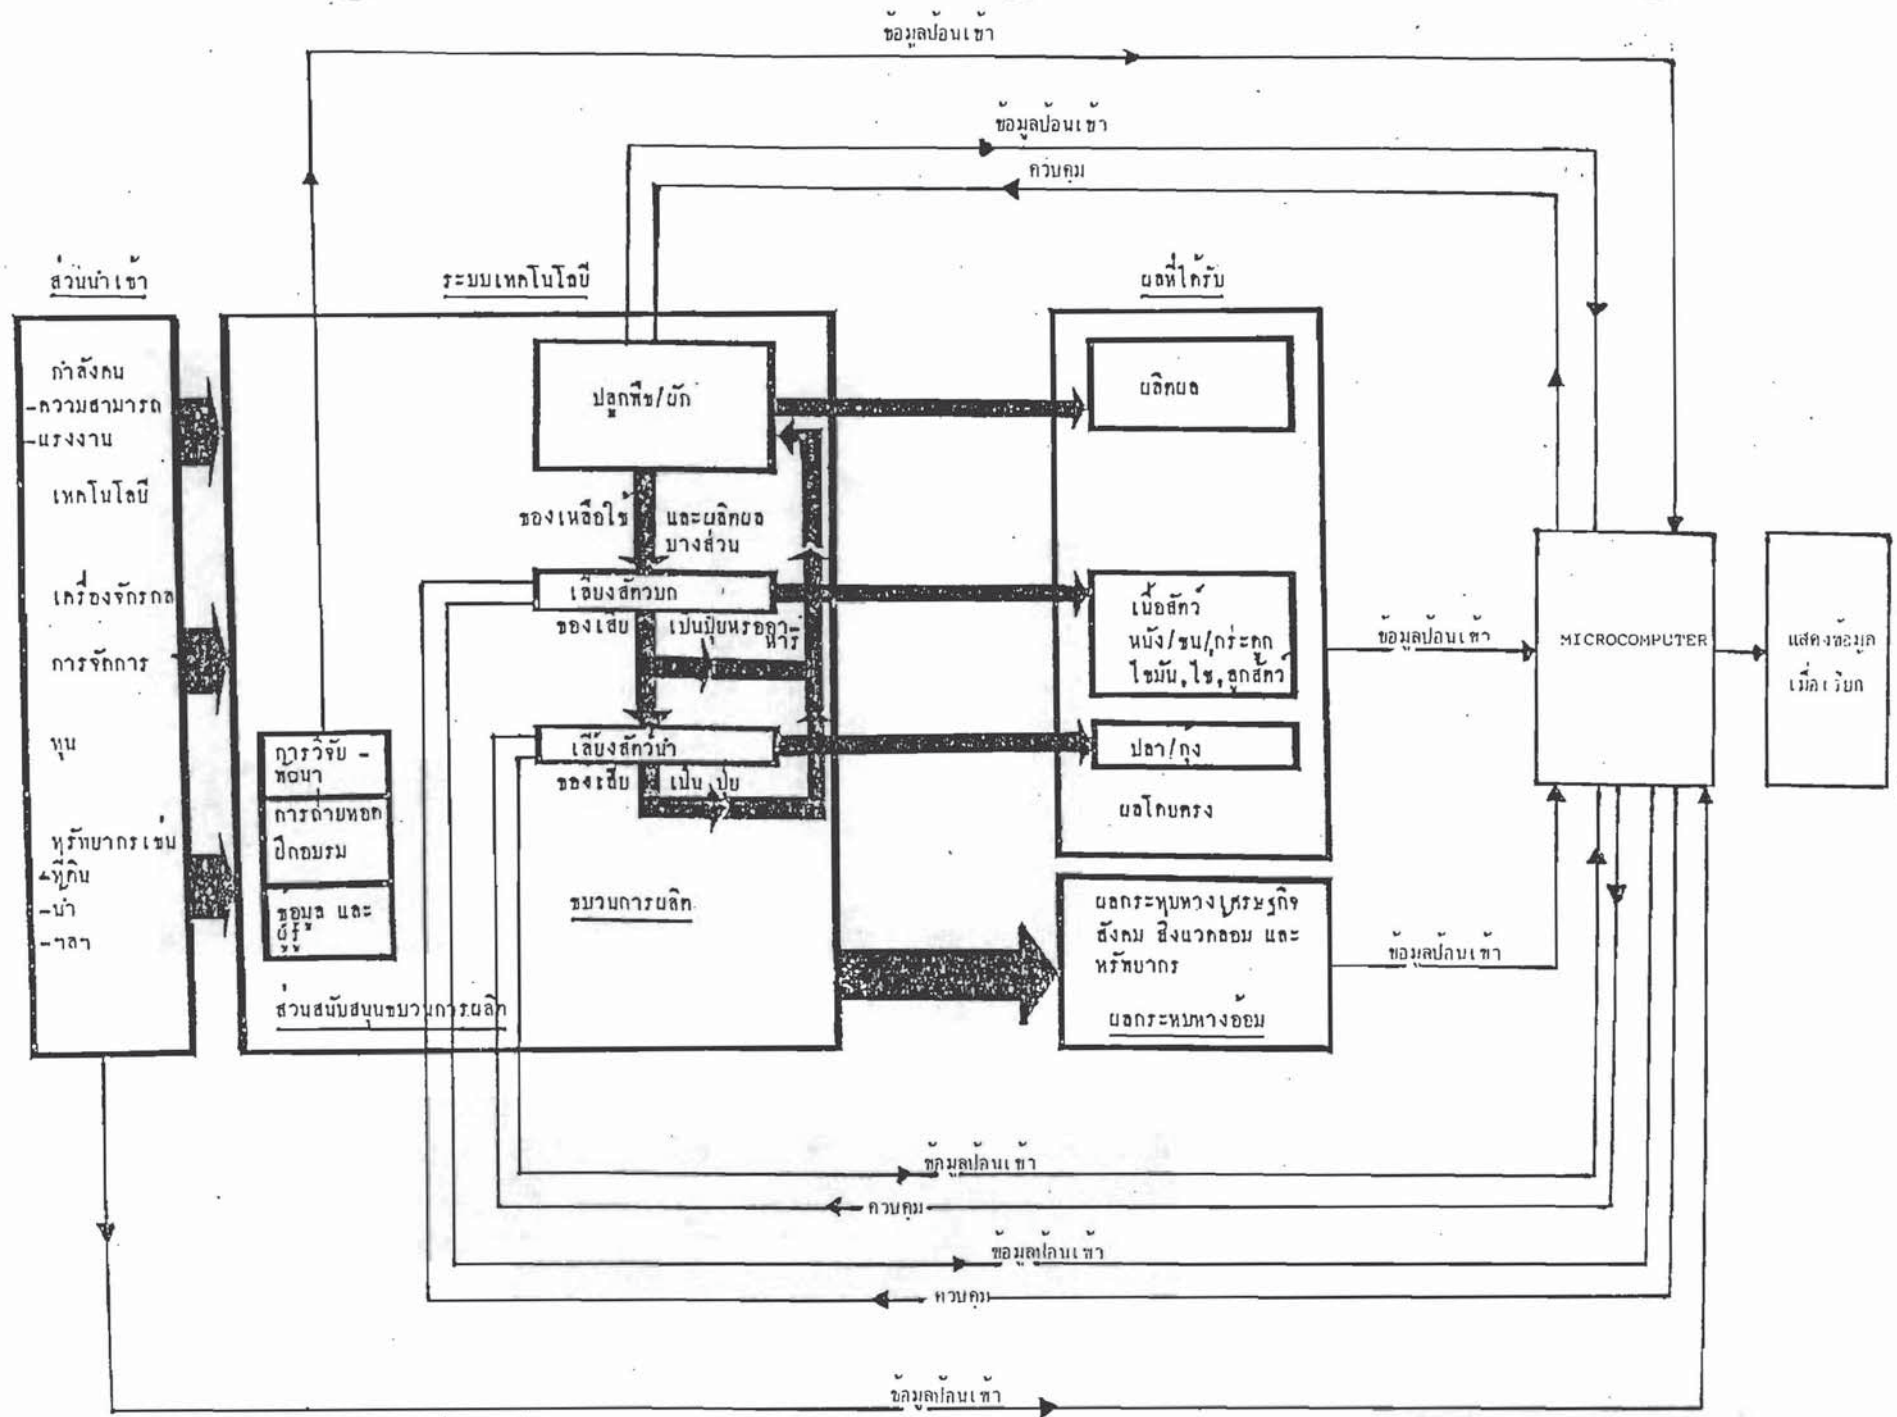 ข้อมูลป้อนเข้า
ข้อมูลป้อนเข้า
ควบคุม
ส่วนนำเข้า
ระบบเทคโนโลยี
ผลที่ได้รับ
กำลังคน
-ความสามารถ
-แรงงาน
เทคโนโลยี
เครื่องจักรกล
การจัดการ
ทุน
ทรัพยากรเช่น
-ที่ดิน
-น้ำ
-ฯลฯ
ปลูกพืช/ผัก
ของเหลือใช้ และผลิตผล
บางส่วน
เลี้ยงสัตว์บก
ของเสีย เป็นปุ๋ยหรืออา-
หาร
เลี้ยงสัตว์น้ำ
ของเสีย เป็น ปุ๋ย
ขบวนการผลิต
การวิจัย -
พัฒนา
การถ่ายทอด
ฝึกอบรม
ข้อมูล และ
ผู้รู้
ส่วนสนับสนุนขบวนการผลิต
ผลิตผล
เนื้อสัตว์
หนัง/ขน/กระดูก
ไขมัน,ไข่,ลูกสัตว์
ปลา/กุ้ง
ผลโดยตรง
ผลกระทบทางเศรษฐกิจ
สังคม สิ่งแวดลอม และ
ทรัพยากร
ผลกระทบทางอ้อม
ข้อมูลป้อนเข้า
ข้อมูลป้อนเข้า
MICROCOMPUTER
แสดงข้อมูล
เมื่อเรียก
ข้อมูลป้อนเข้า
ควบคุม
ข้อมูลป้อนเข้า
ควบคุม
ข้อมูลป้อนเข้า